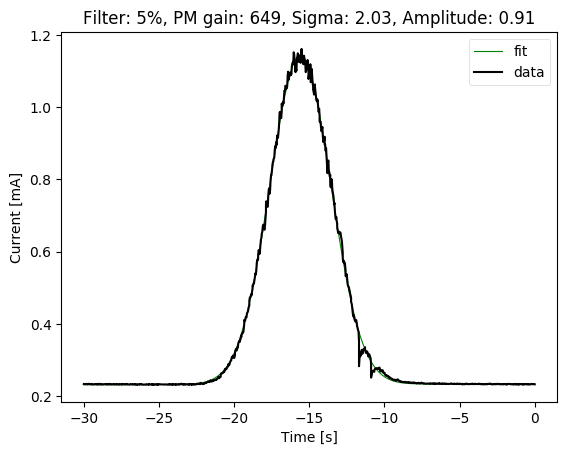 Filter: 5%, PM gain: 649, Sigma: 2.03, Amplitude: 0.91
fit
data
1.2
1.0
0.8
0.6
0.4
0.2
Current [mA]
−30
−25
−20
−15
−10
−5
0
Time [s]